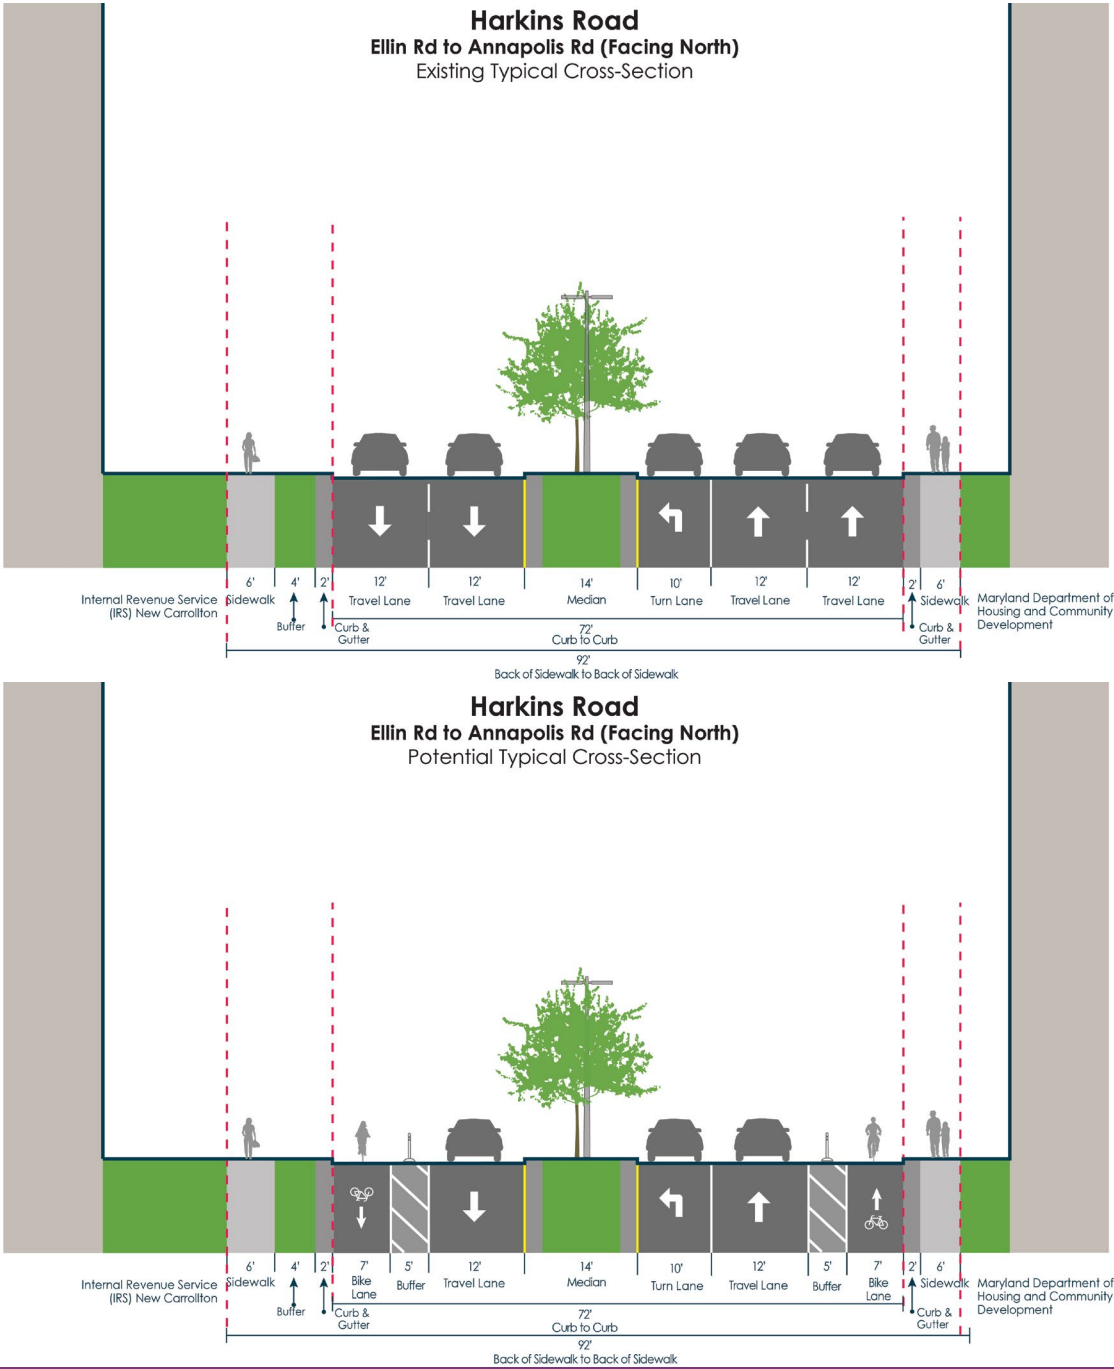 Harkins Road
Ellin Rd to Annapolis Rd (Facing North)
Existing Typical Cross-Section
6' 4' 2' 12' 12' 14' 10' 12' 12' 2' 6'
Internal Revenue Service
(IRS) New Carrollton
Sidewalk
Buffer
Curb &
Gutter
Travel Lane
Travel Lane
Median
Turn Lane
Travel Lane
Travel Lane
Curb &
Gutter
Sidewalk
Maryland Department of
Housing and Community
Development
72'
Curb to Curb
92'
Back of Sidewalk to Back of Sidewalk
Harkins Road
Ellin Rd to Annapolis Rd (Facing North)
Potential Typical Cross-Section
6' 4' 2' 7' 5' 12' 14' 10' 12' 5' 7' 2' 6'
Internal Revenue Service
(IRS) New Carrollton
Sidewalk
Buffer
Curb &
Gutter
Bike
Lane
Buffer
Travel Lane
Median
Turn Lane
Travel Lane
Buffer
Bike
Lane
Curb &
Gutter
Sidewalk
Maryland Department of
Housing and Community
Development
72'
Curb to Curb
92'
Back of Sidewalk to Back of Sidewalk